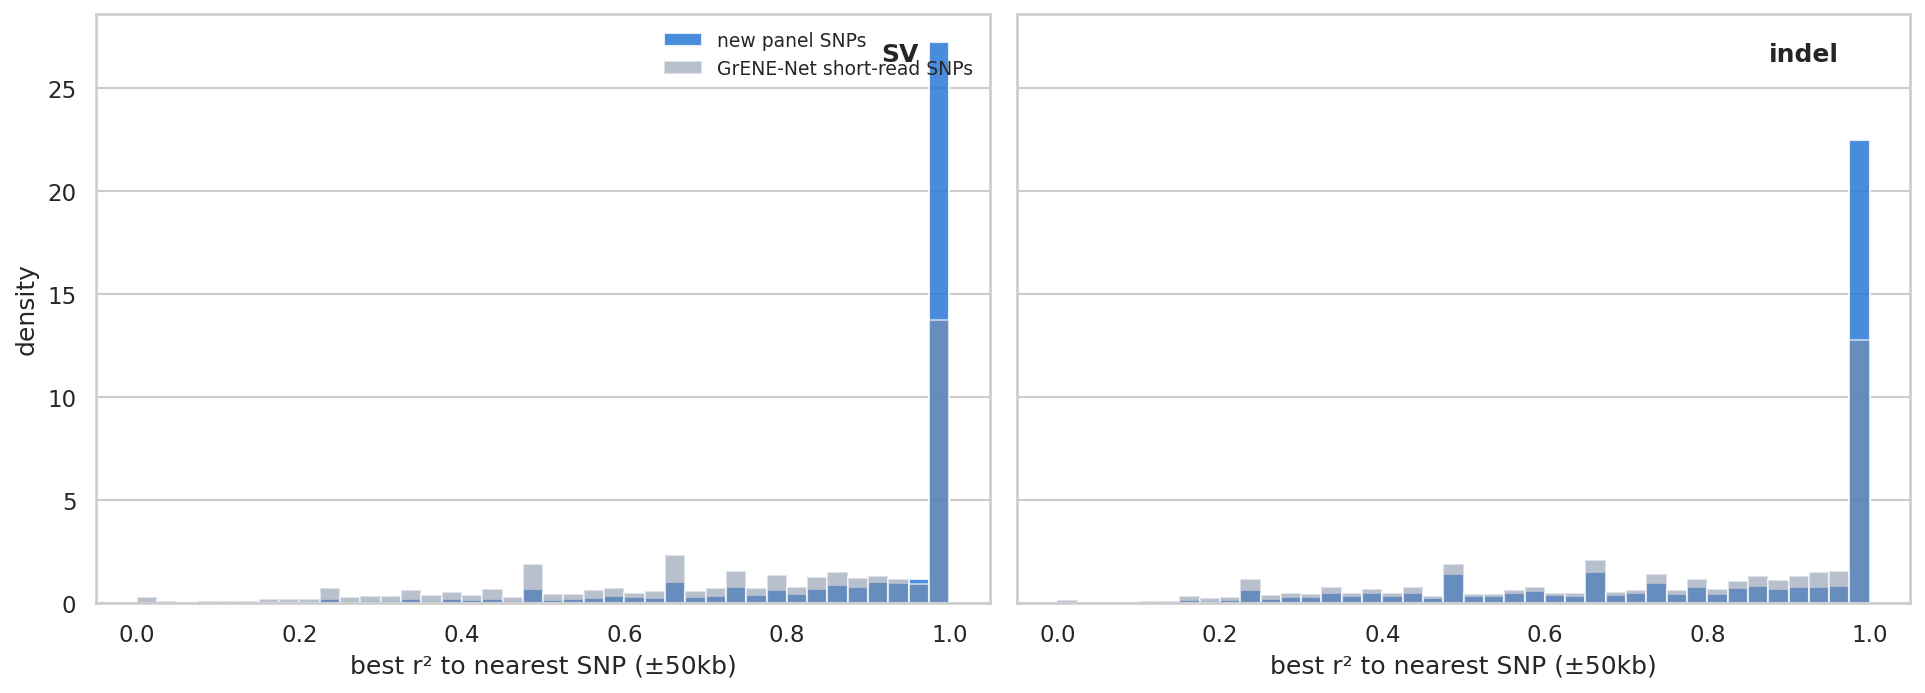 new panel SNPs
GrENE-Net short-read SNPs
SV
indel
density
25
20
15
10
5
0
0.0 0.2 0.4 0.6 0.8 1.0
0.0 0.2 0.4 0.6 0.8 1.0
best r² to nearest SNP (±50kb)
best r² to nearest SNP (±50kb)